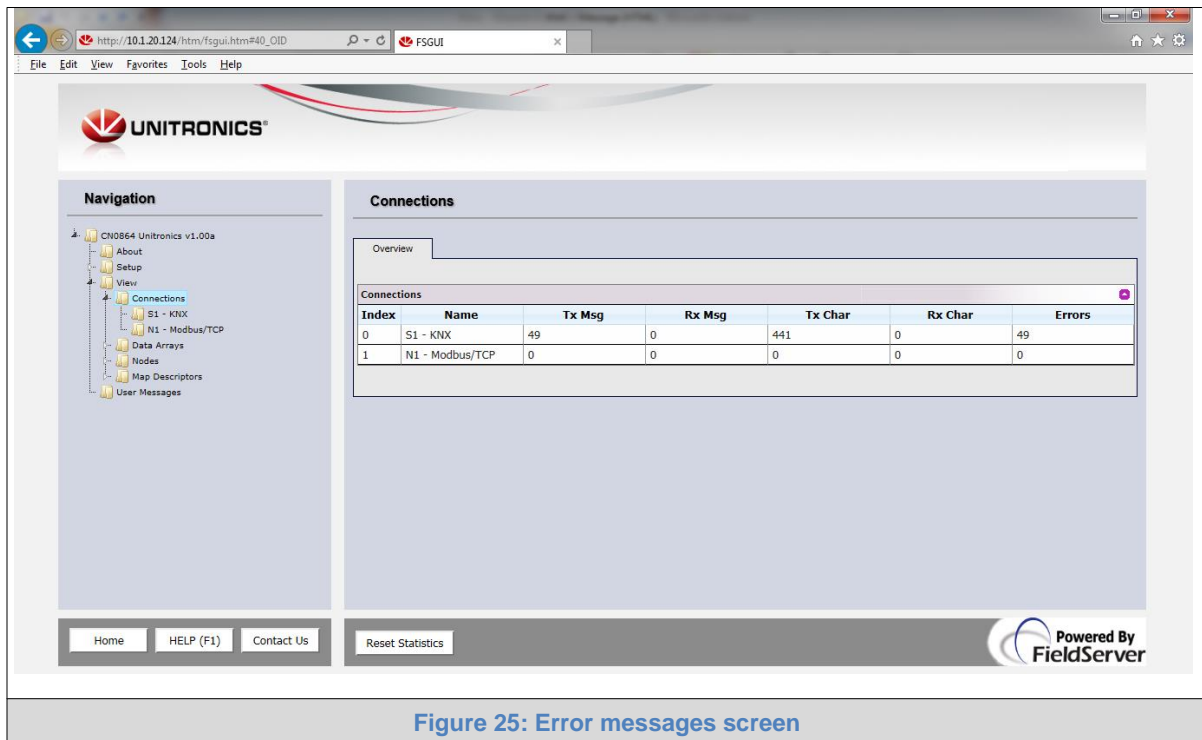 http://10.1.20.124/htm/fsgui.htm#40_OID
FSGUI
File Edit View Favorites Tools Help
UNITRONICS®
Navigation
CN0864 Unitronics v1.00a
About
Setup
View
Connections
S1 - KNX
N1 - Modbus/TCP
Data Arrays
Nodes
Map Descriptors
User Messages
Connections
Overview
Connections
Index Name Tx Msg Rx Msg Tx Char Rx Char Errors
0 S1 - KNX 49 0 441 0 49
1 N1 - Modbus/TCP 0 0 0 0 0
Home HELP (F1) Contact Us
Reset Statistics
Powered By
FieldServer
Figure 25: Error messages screen